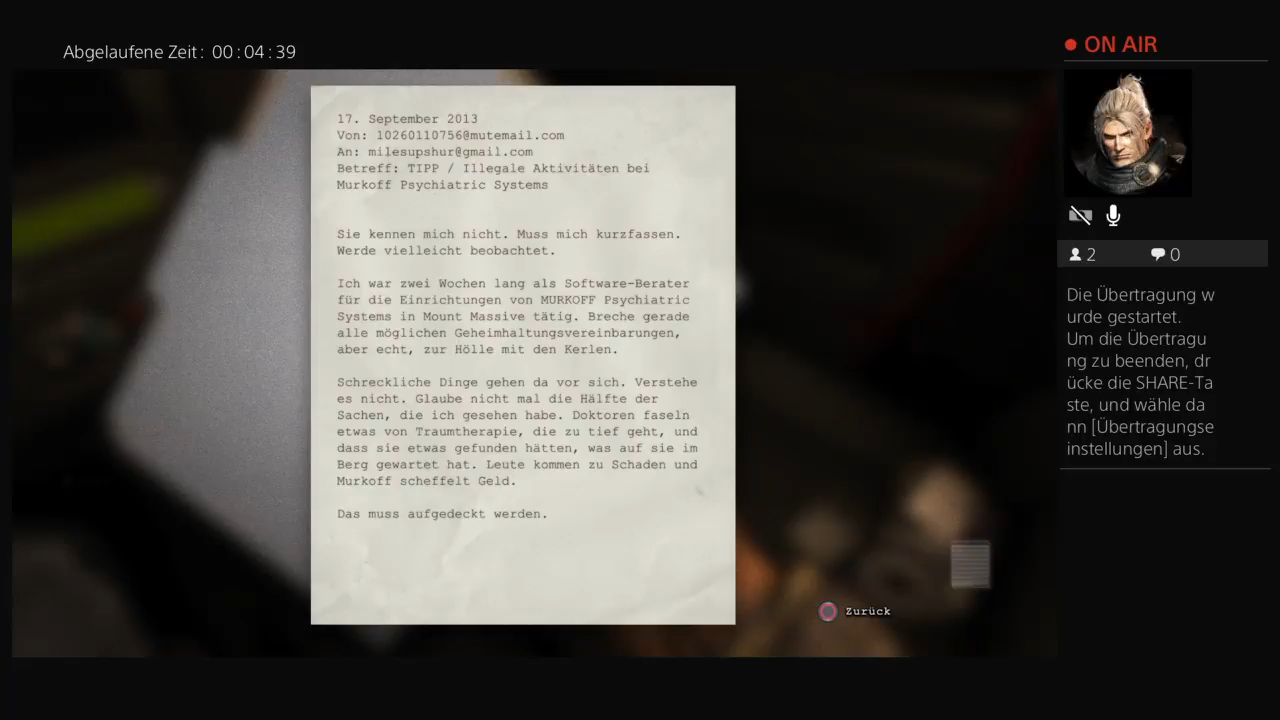 Abgelaufene Zeit: 00:04:39
17. September 2013
Von: 10260110756@mutemail.com
An: milesupshur@gmail.com
Betreff: TIPP / Illegale Aktivitäten bei
Murkoff Psychiatric Systems
Sie kennen mich nicht. Muss mich kurzfassen.
Werde vielleicht beobachtet.
Ich war zwei Wochen lang als Software-Berater
für die Einrichtungen von MURKOFF Psychiatric
Systems in Mount Massive tätig. Breche gerade
alle möglichen Geheimhaltungsvereinbarungen,
aber echt, zur Hölle mit den Kerlen.
Schreckliche Dinge gehen da vor sich. Verstehe
es nicht. Glaube nicht mal die Hälfte der
Sachen, die ich gesehen habe. Doktoren faseln
etwas von Traumtherapie, die zu tief geht, und
dass sie etwas gefunden hätten, was auf sie im
Berg gewartet hat. Leute kommen zu Schaden und
Murkoff scheffelt Geld.
Das muss aufgedeckt werden.
Zurück
ON AIR
2
0
Die Übertragung w
urde gestartet.
Um die Übertragu
ng zu beenden, dr
ücke die SHARE-Ta
ste, und wähle da
nn [Übertragungse
instellungen] aus.